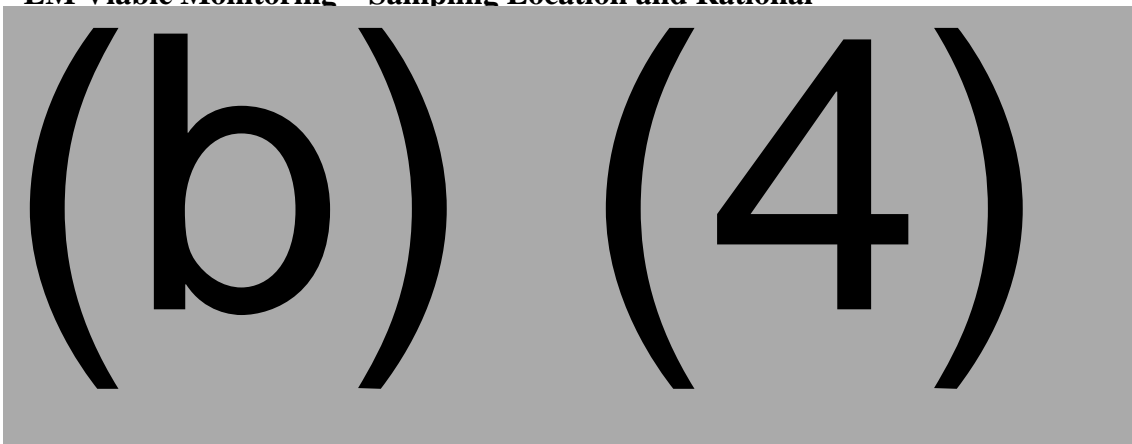 EM Viable Monitoring – Sampling Location and Rational
(b) (4)